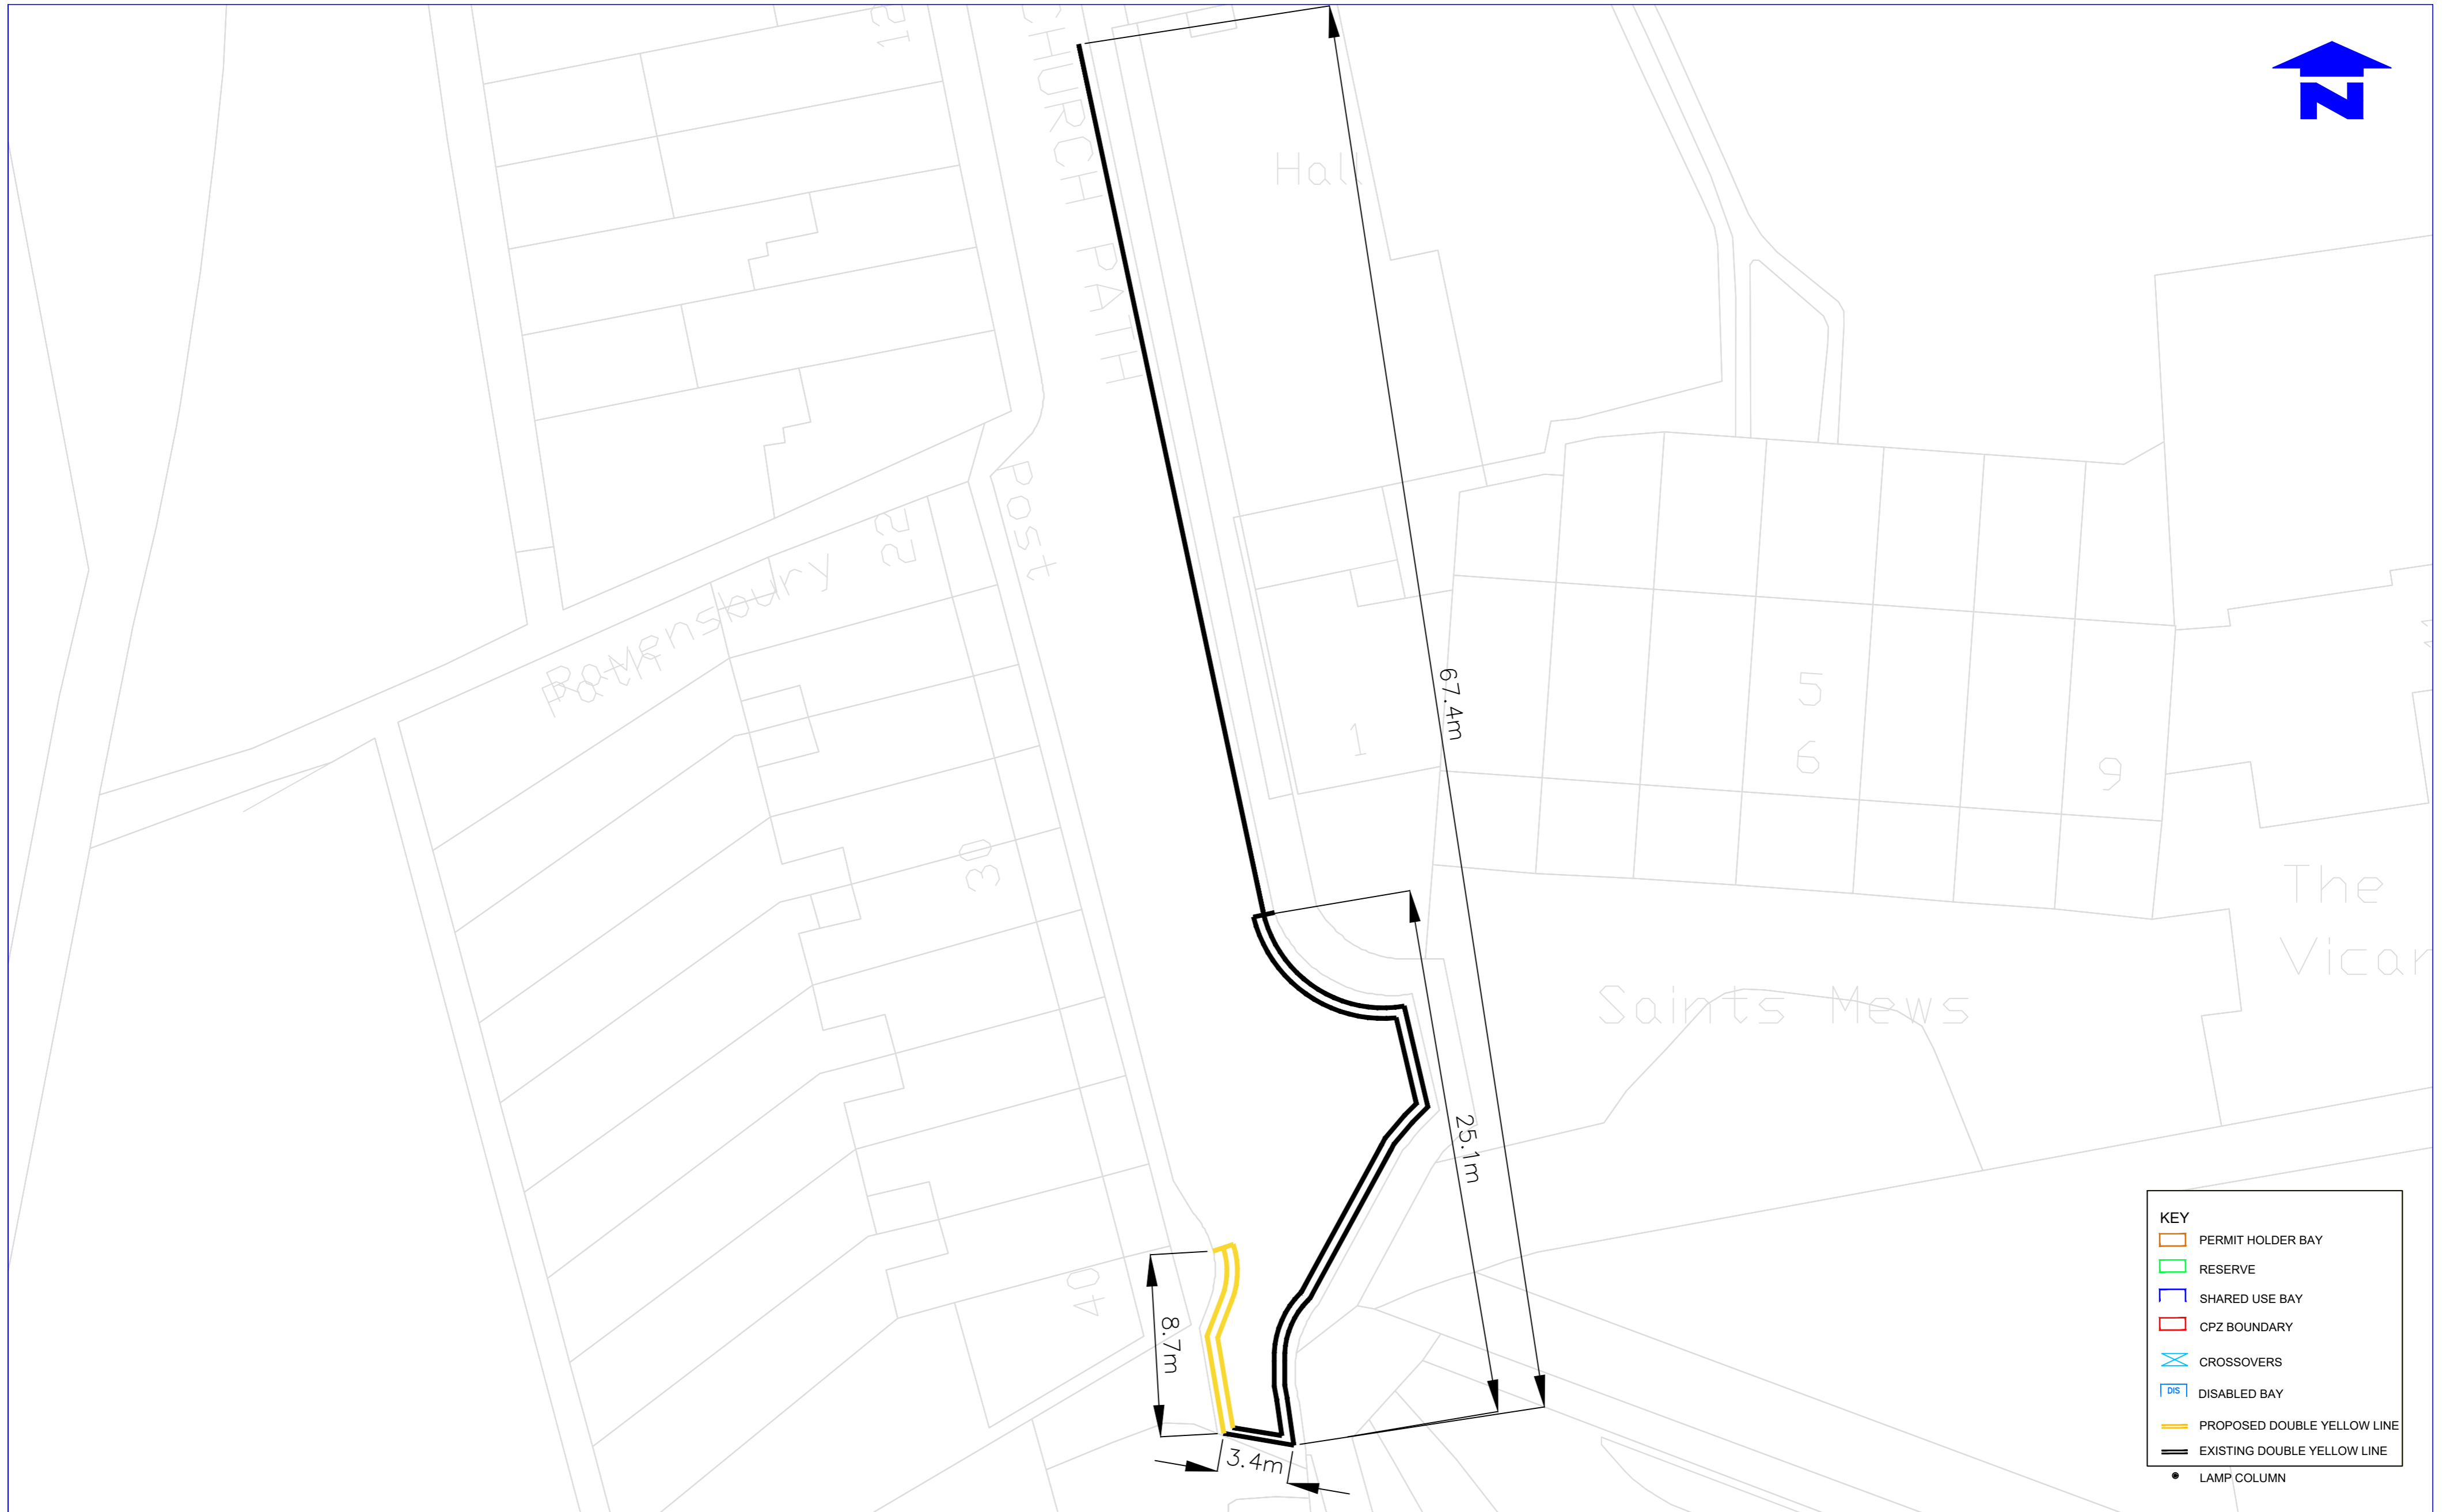 N
CHURCH PATH
Hall
Post
22
30
40
1
5
6
9
The
Vicar
Saints Mews
67.4m
25.1m
8.7m
3.4m
KEY
PERMIT HOLDER BAY
RESERVE
SHARED USE BAY
CPZ BOUNDARY
CROSSOVERS
DIS DISABLED BAY
PROPOSED DOUBLE YELLOW LINE
EXISTING DOUBLE YELLOW LINE
LAMP COLUMN